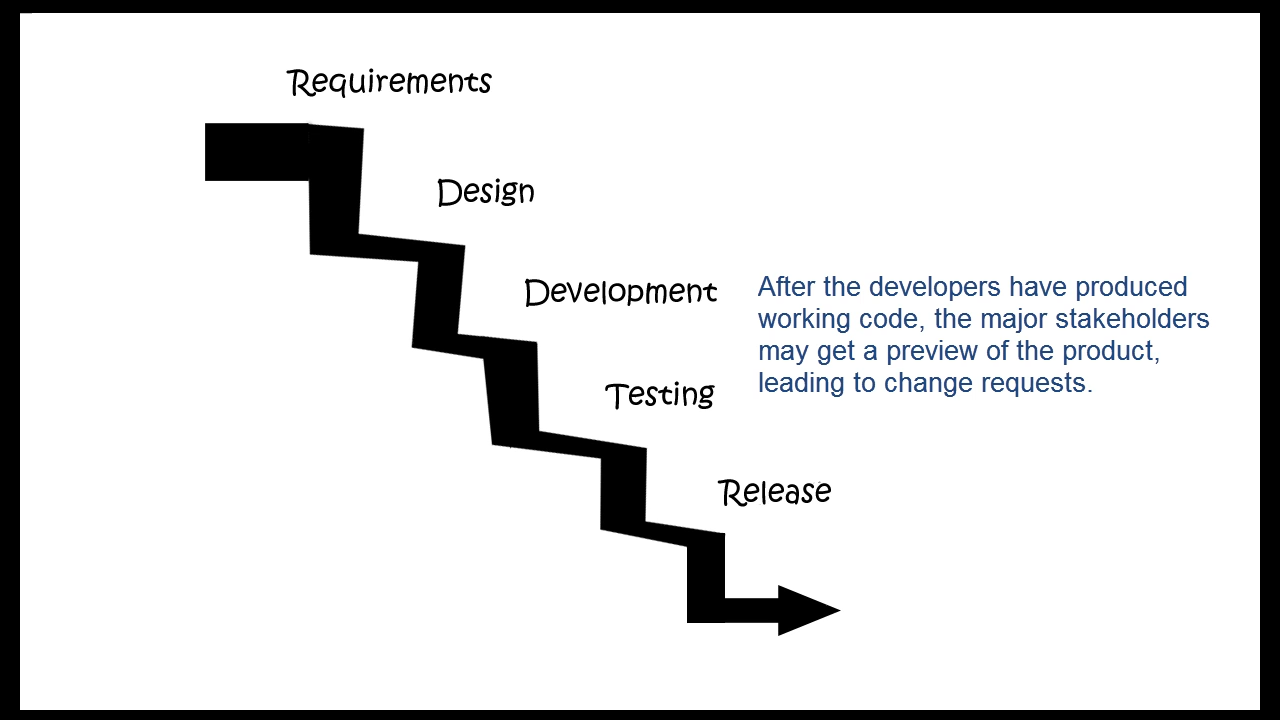 Requirements
Design
Development
After the developers have produced
working code, the major stakeholders
may get a preview of the product,
leading to change requests.
Testing
Release